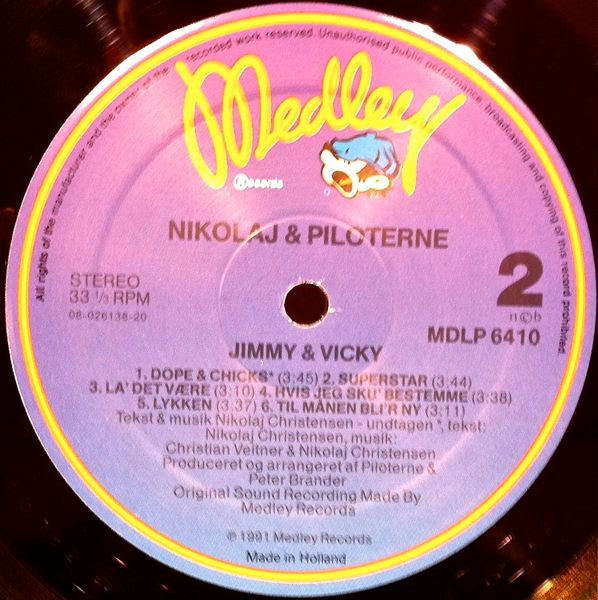 All rights of the manufacturer and the owner of the recorded work reserved. Unauthorised public performance, broadcasting and copying of this record prohibited.
Medley
Records
NIKOLAJ & PILOTERNE
STEREO
33 ⅓ RPM
08-026138-20
2
n©b
MDLP 6410
JIMMY & VICKY
1. DOPE & CHICKS* (3:45) 2. SUPERSTAR (3:44)
3. LA' DET VÆRE (3:10) 4. HVIS JEG SKU' BESTEMME (3:38)
5. LYKKEN (3:37) 6. TIL MÅNEN BLI'R NY (3:11)
Tekst & musik Nikolaj Christensen - undtagen *, tekst:
Nikolaj Christensen, musik:
Christian Veitner & Nikolaj Christensen
Produceret og arrangeret af Piloterne &
Peter Brander
Original Sound Recording Made By
Medley Records
℗ 1991 Medley Records
Made in Holland